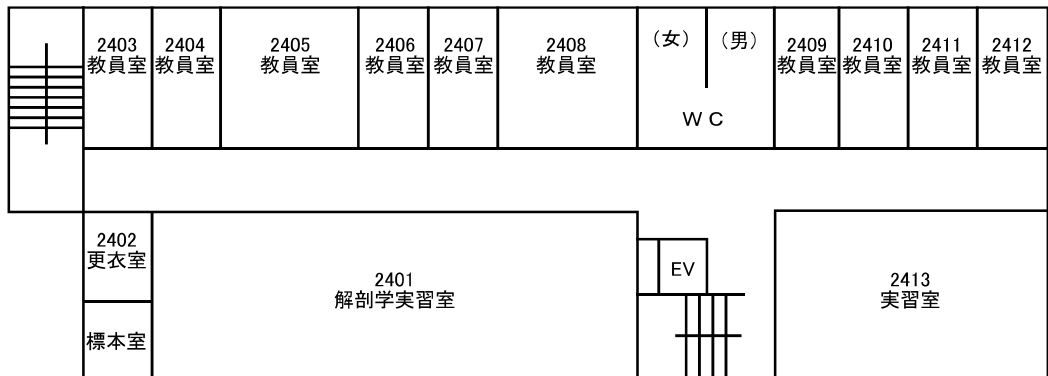 2403
教員室
2404
教員室
2405
教員室
2406
教員室
2407
教員室
2408
教員室
（女）
（男）
ＷＣ
2409
教員室
2410
教員室
2411
教員室
2412
教員室
2402
更衣室
標本室
2401
解剖学実習室
EV
2413
実習室